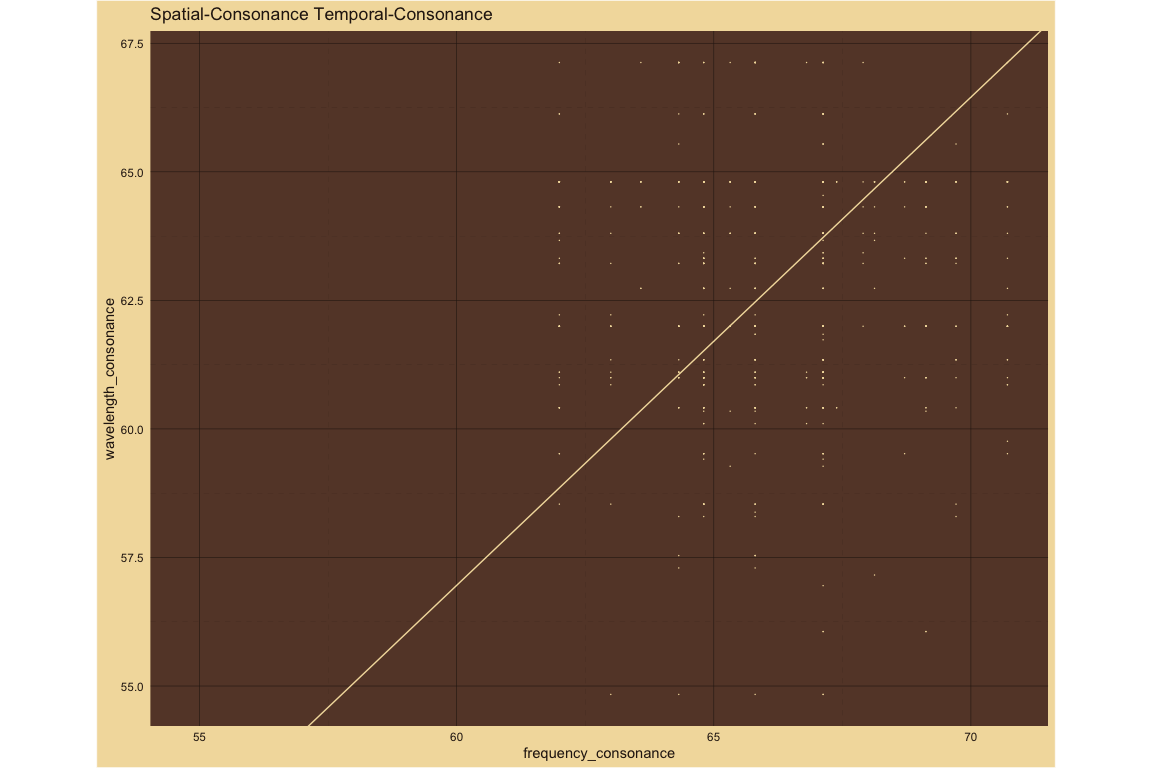 Spatial-Consonance Temporal-Consonance
67.5
65.0
62.5
60.0
57.5
55.0
wavelength_consonance
55 60 65 70
frequency_consonance